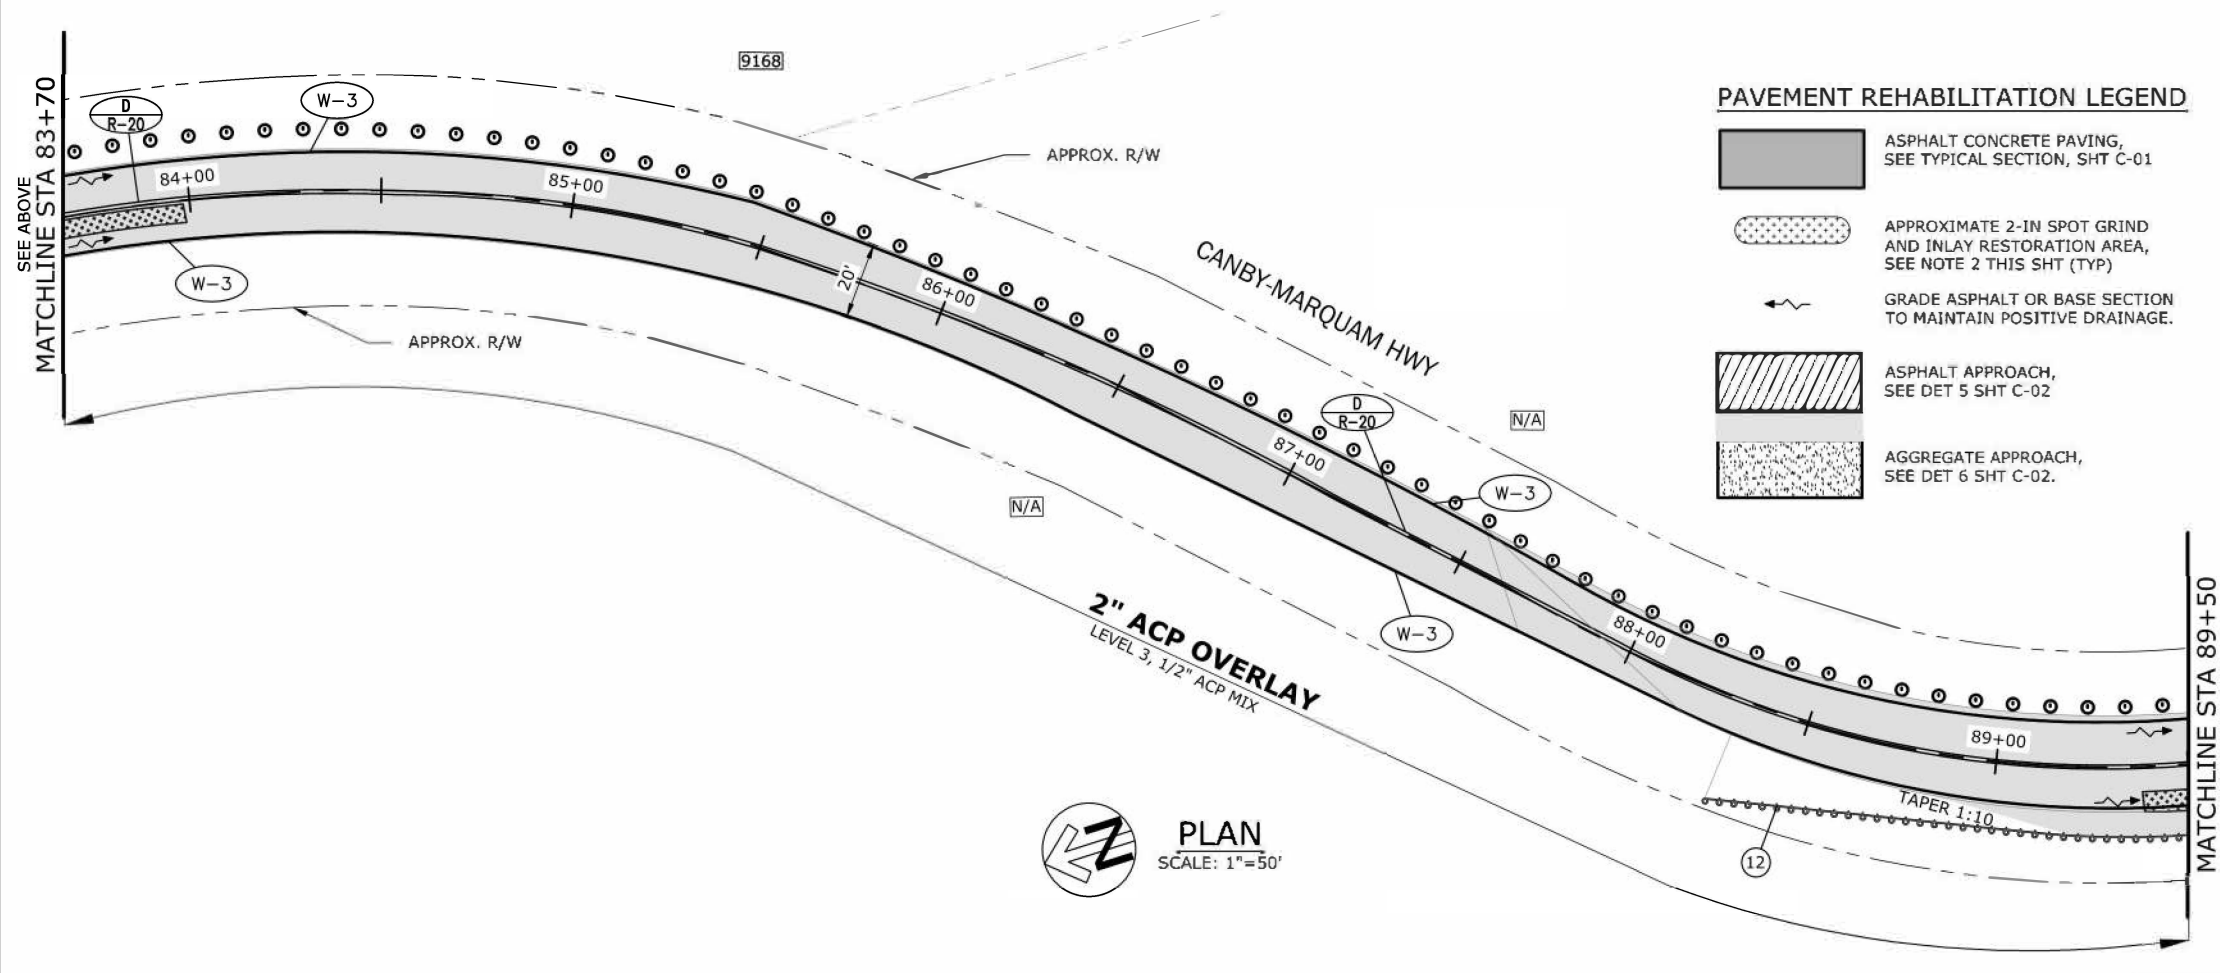 SEE ABOVE
MATCHLINE STA 83+70
D
R-20
W-3
9168
84+00
85+00
APPROX. R/W
W-3
APPROX. R/W
20'
86+00
CANBY-MARQUAM HWY
D
R-20
N/A
87+00
W-3
N/A
W-3
2" ACP OVERLAY
LEVEL 3, 1/2" ACP MIX
88+00
89+00
TAPER 1:10
12
MATCHLINE STA 89+50
N
PLAN
SCALE: 1"=50'
PAVEMENT REHABILITATION LEGEND
ASPHALT CONCRETE PAVING,
SEE TYPICAL SECTION, SHT C-01
APPROXIMATE 2-IN SPOT GRIND
AND INLAY RESTORATION AREA,
SEE NOTE 2 THIS SHT (TYP)
GRADE ASPHALT OR BASE SECTION
TO MAINTAIN POSITIVE DRAINAGE.
ASPHALT APPROACH,
SEE DET 5 SHT C-02
AGGREGATE APPROACH,
SEE DET 6 SHT C-02.